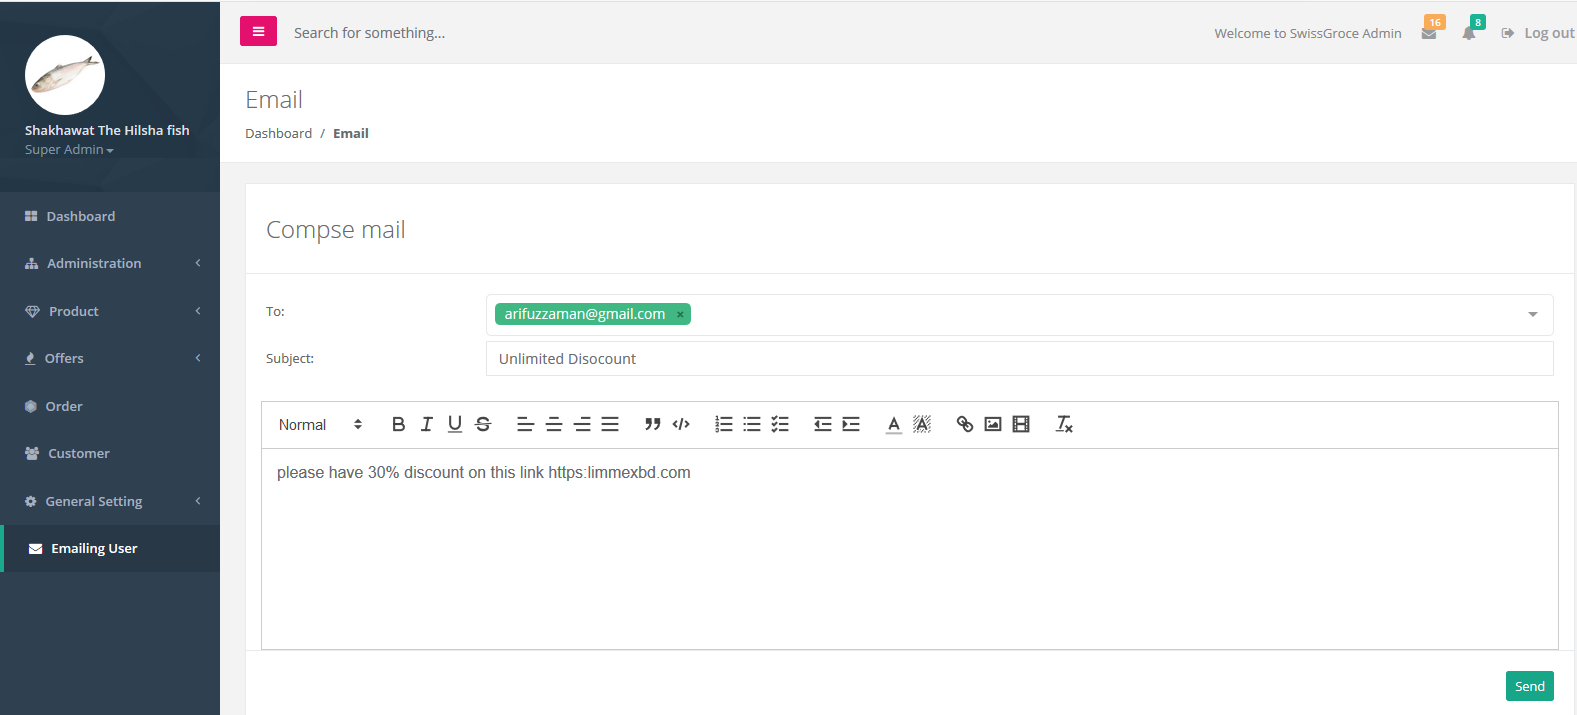 Search for something...
Welcome to SwissGroce Admin
16
8
Log out
Shakhawat The Hilsha fish
Super Admin
Dashboard
Administration
Product
Offers
Order
Customer
General Setting
Emailing User
Email
Dashboard / Email
Compse mail
To: arifuzzaman@gmail.com ×
Subject: Unlimited Disocount
Normal
please have 30% discount on this link https:limmexbd.com
Send